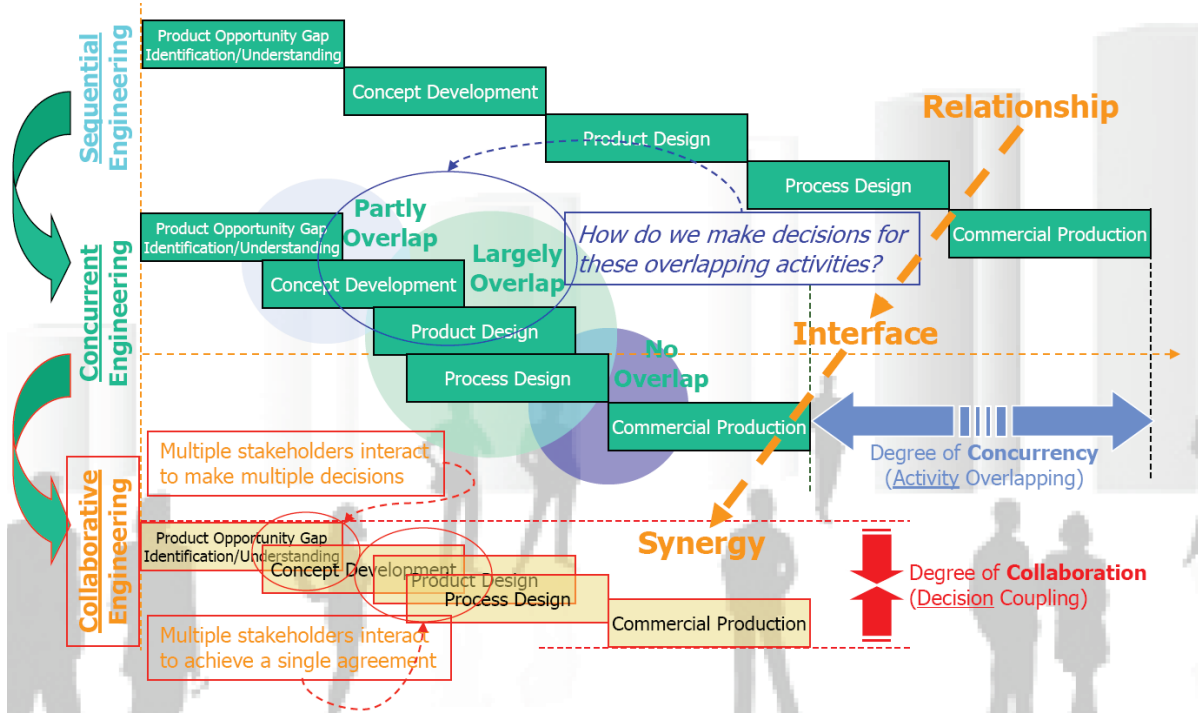 Sequential
Engineering
Product Opportunity Gap
Identification/Understanding
Concept Development
Product Design
Process Design
Commercial Production
Relationship
Concurrent
Engineering
Product Opportunity Gap
Identification/Understanding
Partly
Overlap
Largely
Overlap
How do we make decisions for
these overlapping activities?
Concept Development
Product Design
Interface
Process Design
No
Overlap
Commercial Production
Degree of Concurrency
(Activity Overlapping)
Multiple stakeholders interact
to make multiple decisions
Collaborative
Engineering
Synergy
Product Opportunity Gap
Identification/Understanding
Concept Development
Product Design
Process Design
Commercial Production
Degree of Collaboration
(Decision Coupling)
Multiple stakeholders interact
to achieve a single agreement